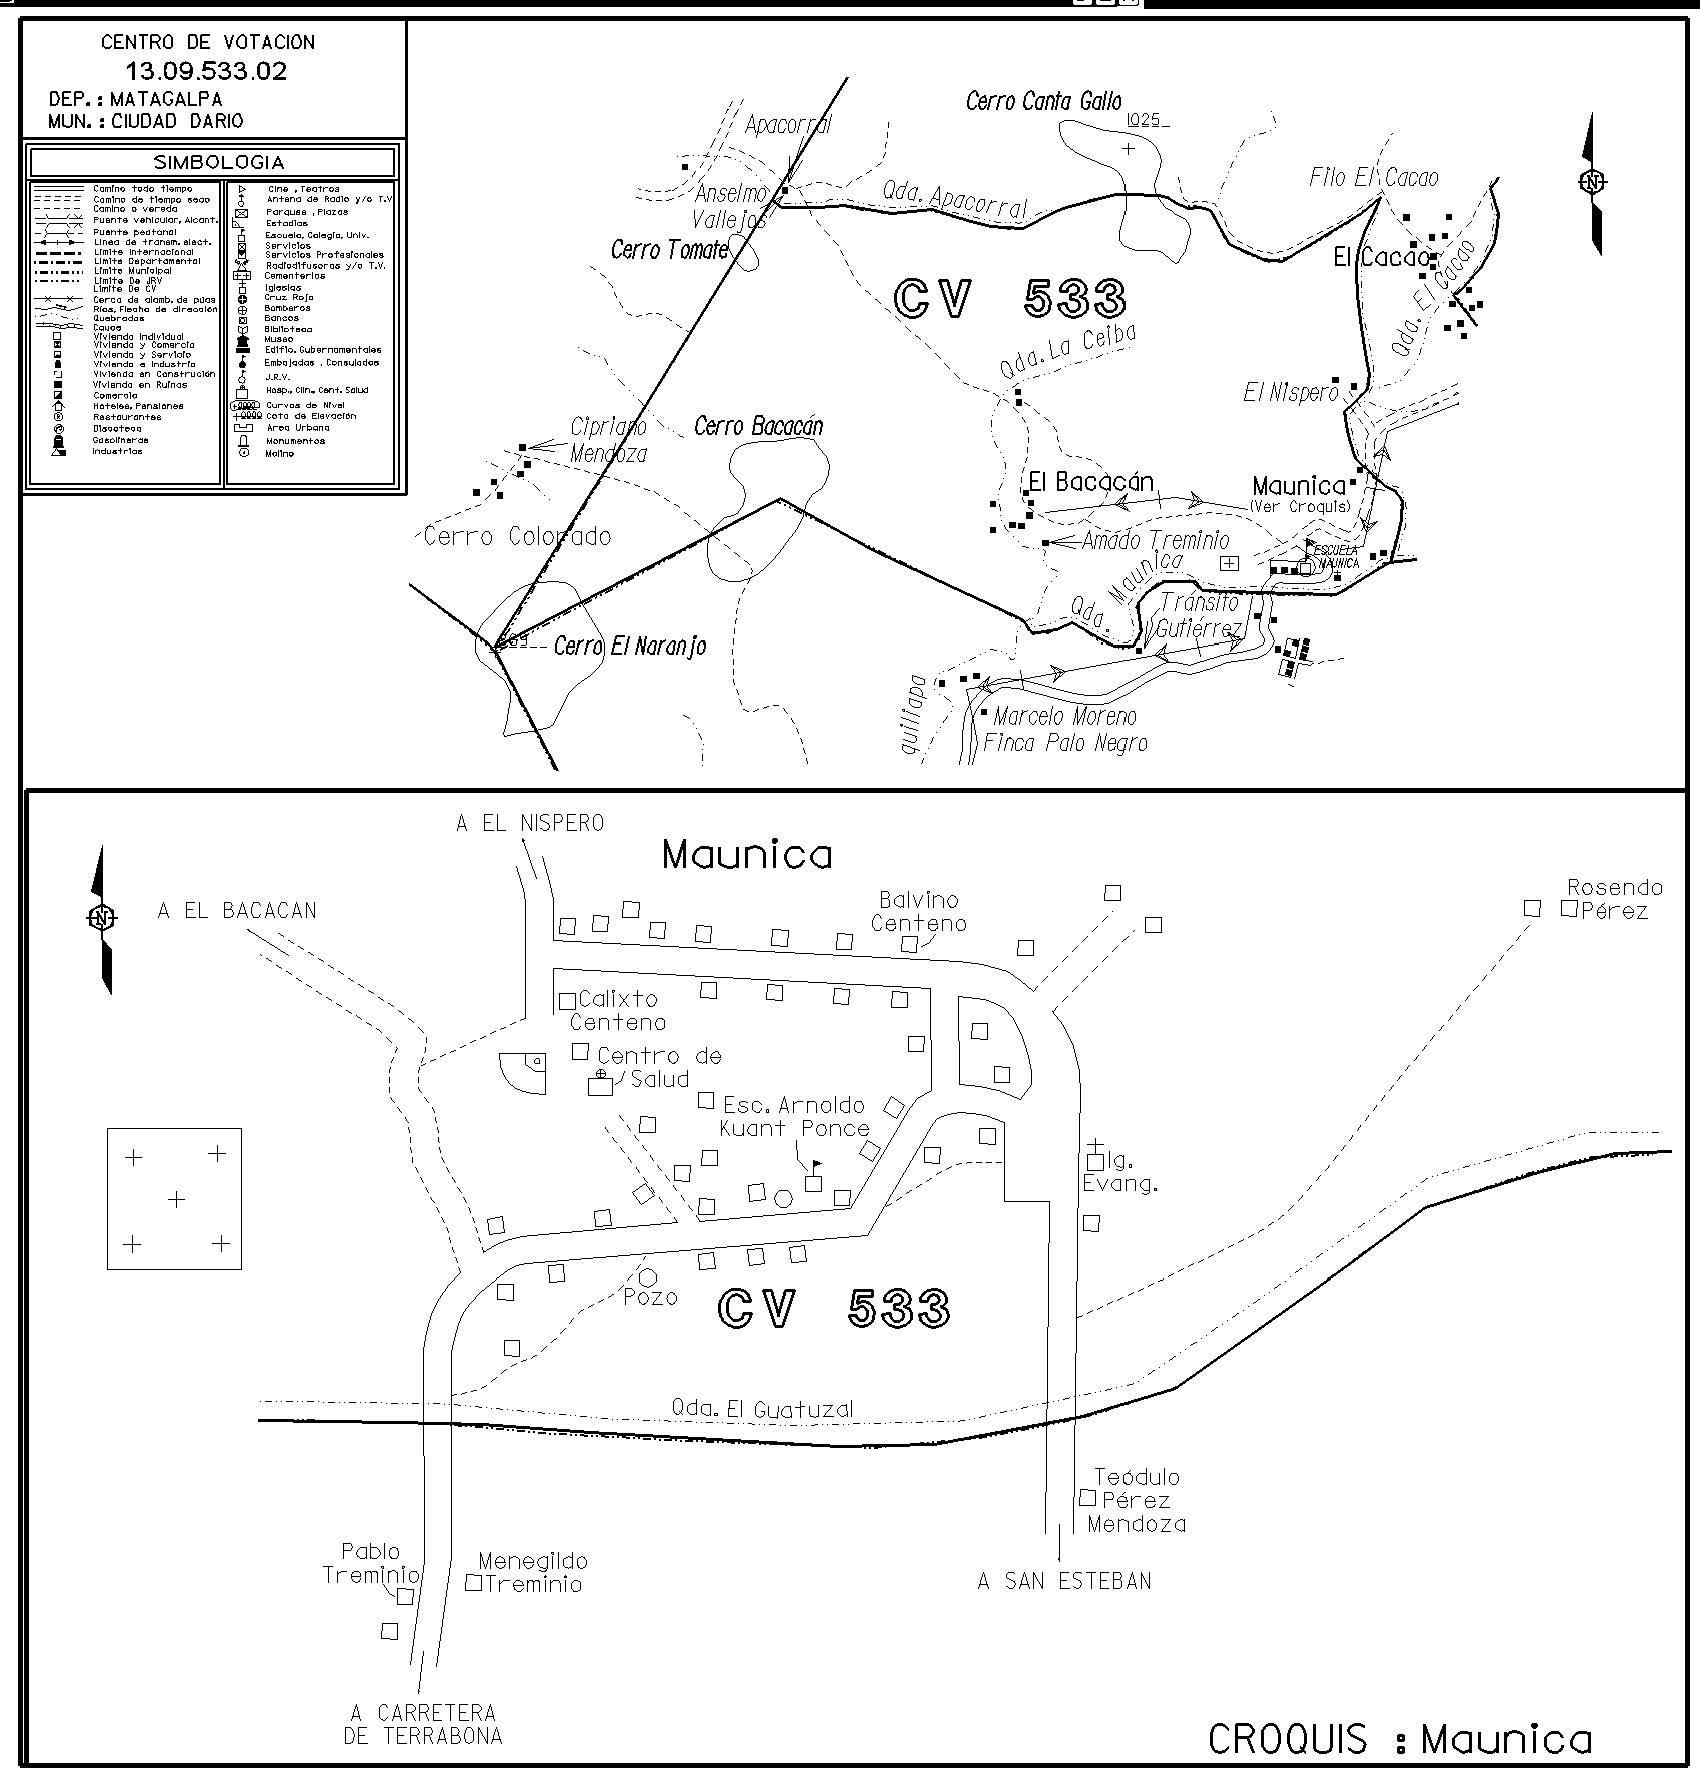 CENTRO DE VOTACION
13.09.533.02
DEP. : MATAGALPA
MUN. : CIUDAD DARIO
SIMBOLOGIA
Camino todo tiempo
Camino de tiempo seco
Camino o vereda
Puente vehicular, Alcant.
Puente peatonal
Linea de transm. elect.
Limite Internacional
Limite Departamental
Limite Municipal
Limite De JRV
Limite De CV
Cerca de alamb. de púas
Ríos, Flecha de dirección
Quebradas
Cauce
Vivienda Individual
Vivienda y Comercio
Vivienda y Servicio
Vivienda e Industria
Vivienda en Construcción
Vivienda en Ruinas
Comercio
Hoteles, Pensiones
Restaurantes
Discoteca
Gasolineras
Industrias
Cine , Teatros
Antena de Radio y/o T.V
Parques , Plazas
Estadios
Escuela, Colegio, Univ.
Servicios
Servicios Profesionales
Radiodifusoras y/o T.V.
Cementerios
Iglesias
Cruz Roja
Bomberos
Bancos
Biblioteca
Museo
Edific. Gubernamentales
Embajadas , Consulados
J.R.V.
Hosp., Clin., Cent. Salud
Curvas de Nivel
Cota de Elevación
Area Urbana
Monumentos
Molino
Cerro Canta Gallo
1025
Apacorral
Filo El Cacao
Anselmo
Vallejos
Qda. Apacorral
Cerro Tomate
El Cacao
Qda. El Cacao
CV 533
Qda. La Ceiba
El Nispero
Cipriano
Mendoza
Cerro Bacacán
El Bacacán
Maunica
(Ver Croquis)
Cerro Colorado
Amado Treminio
ESCUELA
MAUNICA
Qda. Maunica
Tránsito
Gutiérrez
Cerro El Naranjo
quiliapa
Marcelo Moreno
Finca Palo Negro
N
A EL NISPERO
Maunica
N
A EL BACACAN
Balvino
Centeno
Rosendo
Pérez
Calixto
Centeno
Centro de
Salud
Esc. Arnoldo
Kuant Ponce
Ig.
Evang.
Pozo
CV 533
Qda. El Guatuzal
Teódulo
Pérez
Mendoza
Pablo
Treminio
Menegildo
Treminio
A SAN ESTEBAN
A CARRETERA
DE TERRABONA
CROQUIS : Maunica